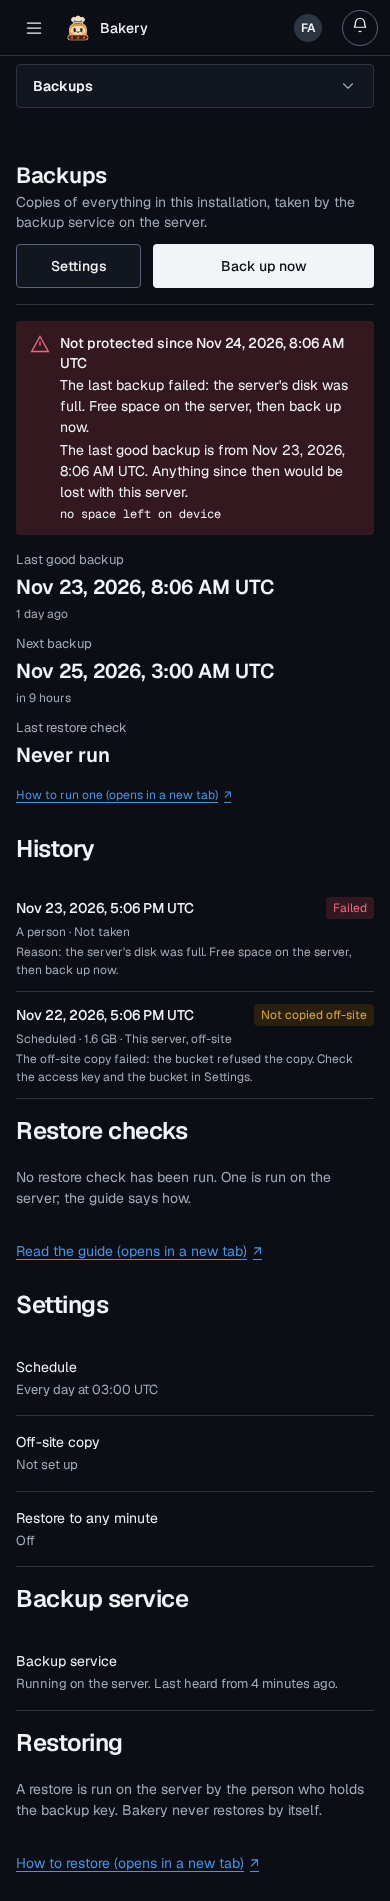 Bakery
FA
Backups
Backups
Copies of everything in this installation, taken by the
backup service on the server.
Settings
Back up now
Not protected since Nov 24, 2026, 8:06 AM
UTC
The last backup failed: the server's disk was
full. Free space on the server, then back up
now.
The last good backup is from Nov 23, 2026,
8:06 AM UTC. Anything since then would be
lost with this server.
no space left on device
Last good backup
Nov 23, 2026, 8:06 AM UTC
1 day ago
Next backup
Nov 25, 2026, 3:00 AM UTC
in 9 hours
Last restore check
Never run
How to run one (opens in a new tab)
History
Nov 23, 2026, 5:06 PM UTC
Failed
A person · Not taken
Reason: the server's disk was full. Free space on the server,
then back up now.
Nov 22, 2026, 5:06 PM UTC
Not copied off-site
Scheduled · 1.6 GB · This server, off-site
The off-site copy failed: the bucket refused the copy. Check
the access key and the bucket in Settings.
Restore checks
No restore check has been run. One is run on the
server; the guide says how.
Read the guide (opens in a new tab)
Settings
Schedule
Every day at 03:00 UTC
Off-site copy
Not set up
Restore to any minute
Off
Backup service
Backup service
Running on the server. Last heard from 4 minutes ago.
Restoring
A restore is run on the server by the person who holds
the backup key. Bakery never restores by itself.
How to restore (opens in a new tab)